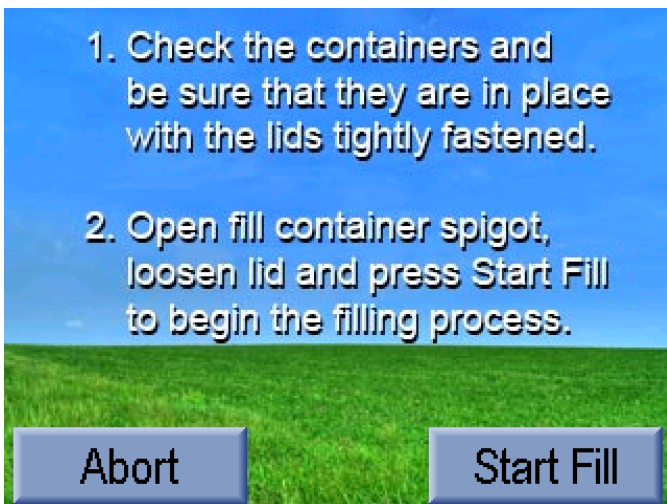 1. Check the containers and
be sure that they are in place
with the lids tightly fastened.
2. Open fill container spigot,
loosen lid and press Start Fill
to begin the filling process.
Abort
Start Fill